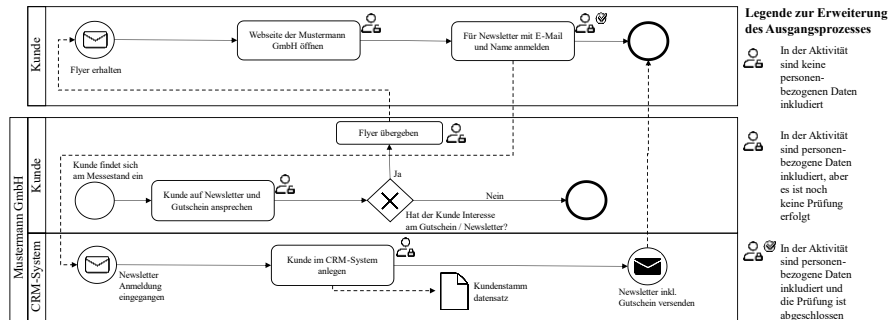 Kunde
Flyer erhalten
Webseite der Mustermann
GmbH öffnen
Für Newsletter mit E-Mail
und Name anmelden
Mustermann GmbH
Kunde
Kunde findet sich
am Messestand ein
Kunde auf Newsletter und
Gutschein ansprechen
Flyer übergeben
Ja
Nein
Hat der Kunde Interesse
am Gutschein / Newsletter?
CRM-System
Newsletter
Anmeldung
eingegangen
Kunde im CRM-System
anlegen
Kundenstamm
datensatz
Newsletter inkl.
Gutschein versenden
Legende zur Erweiterung
des Ausgangsprozesses
In der Aktivität
sind keine
personen-
bezogenen Daten
inkludiert
In der Aktivität
sind personen-
bezogene Daten
inkludiert, aber
es ist noch
keine Prüfung
erfolgt
In der Aktivität
sind personen-
bezogene Daten
inkludiert und
die Prüfung ist
abgeschlossen